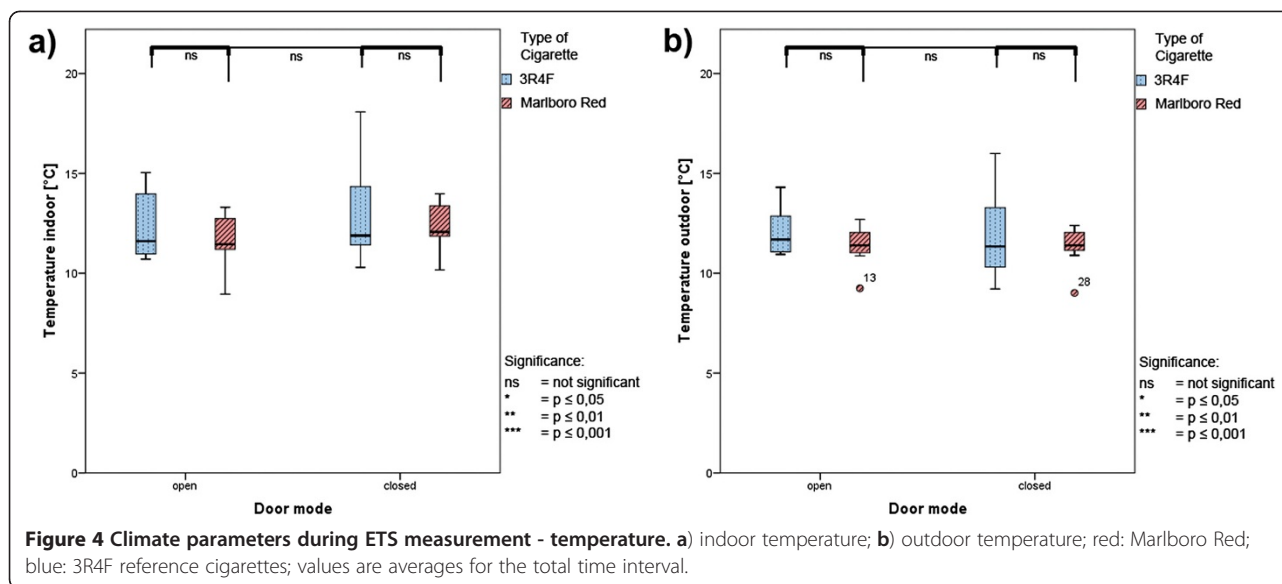 a)
Type of
Cigarette
3R4F
Marlboro Red
ns
ns
ns
20
15
10
5
0
Temperature indoor [°C]
open
closed
Door mode
Significance:
ns = not significant
* = p ≤ 0,05
** = p ≤ 0,01
*** = p ≤ 0,001
b)
Type of
Cigarette
3R4F
Marlboro Red
ns
ns
ns
20
15
10
5
0
Temperature outdoor [°C]
13
28
open
closed
Door mode
Significance:
ns = not significant
* = p ≤ 0,05
** = p ≤ 0,01
*** = p ≤ 0,001
Figure 4 Climate parameters during ETS measurement - temperature. a) indoor temperature; b) outdoor temperature; red: Marlboro Red;
blue: 3R4F reference cigarettes; values are averages for the total time interval.